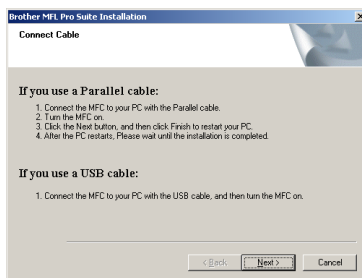 Brother MFL Pro Suite Installation
Connect Cable
If you use a Parallel cable:
1. Connect the MFC to your PC with the Parallel cable.
2. Turn the MFC on.
3. Click the Next button, and then click Finish to restart your PC.
4. After the PC restarts, Please wait until the installation is completed.
If you use a USB cable:
1. Connect the MFC to your PC with the USB cable, and then turn the MFC on.
< Back Next > Cancel